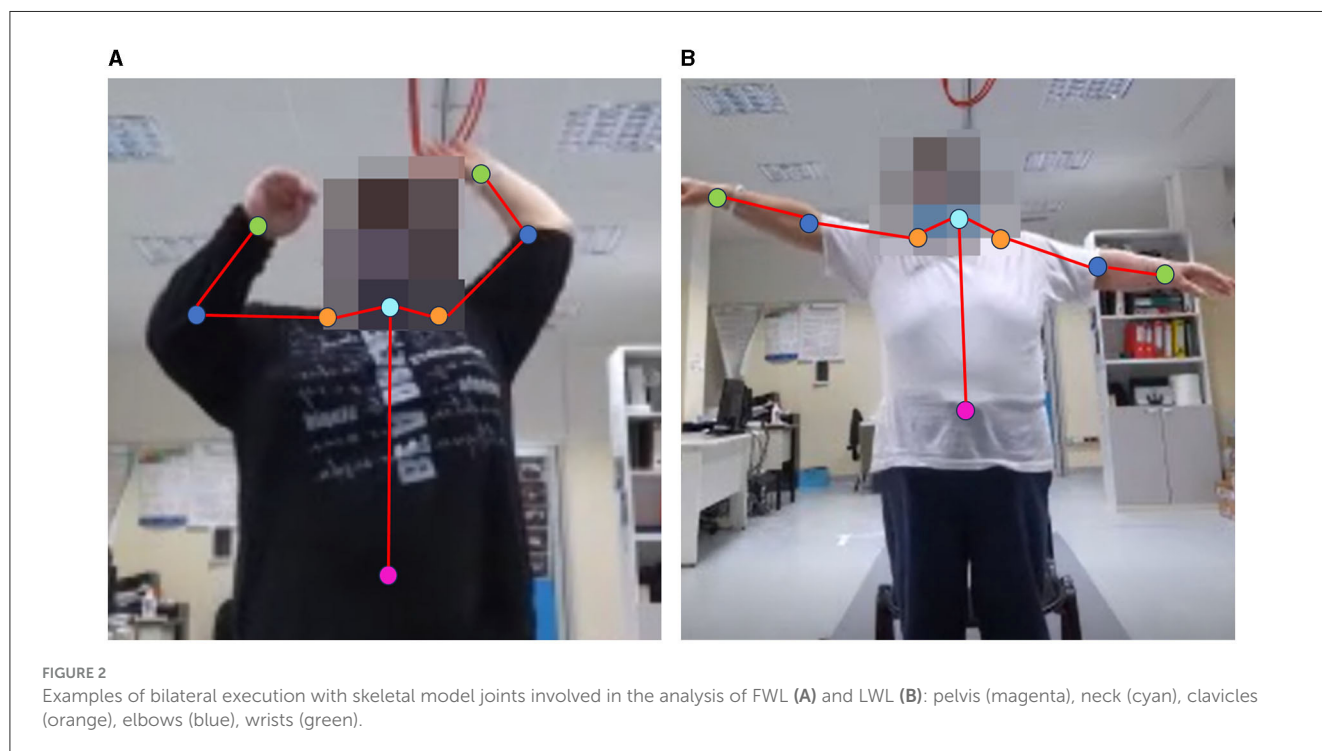 A
B
FIGURE 2
Examples of bilateral execution with skeletal model joints involved in the analysis of FWL (A) and LWL (B): pelvis (magenta), neck (cyan), clavicles
(orange), elbows (blue), wrists (green).